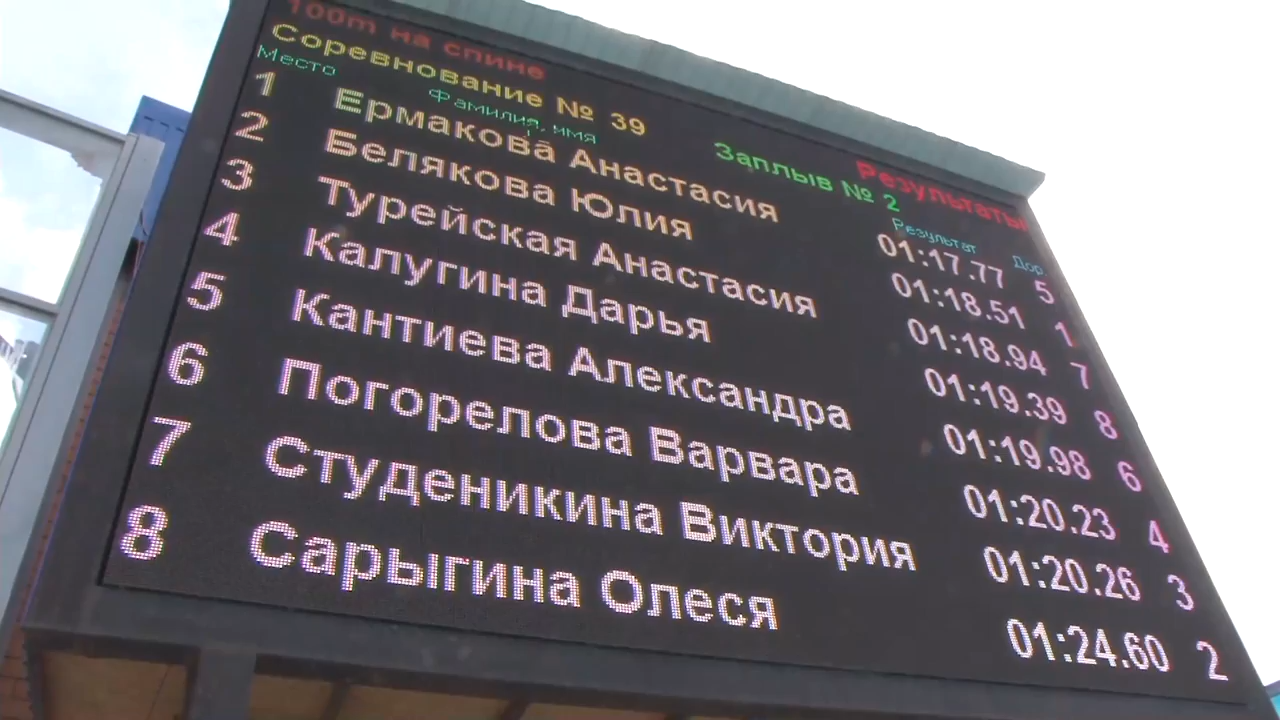 100m на спине
Соревнование № 39 Заплыв № 2 Результаты
Место Фамилия, имя Результат Дор
1 Ермакова Анастасия 01:17.77 5
2 Белякова Юлия 01:18.51 1
3 Турейская Анастасия 01:18.94 7
4 Калугина Дарья 01:19.39 8
5 Кантиева Александра 01:19.98 6
6 Погорелова Варвара 01:20.23 4
7 Студеникина Виктория 01:20.26 3
8 Сарыгина Олеся 01:24.60 2